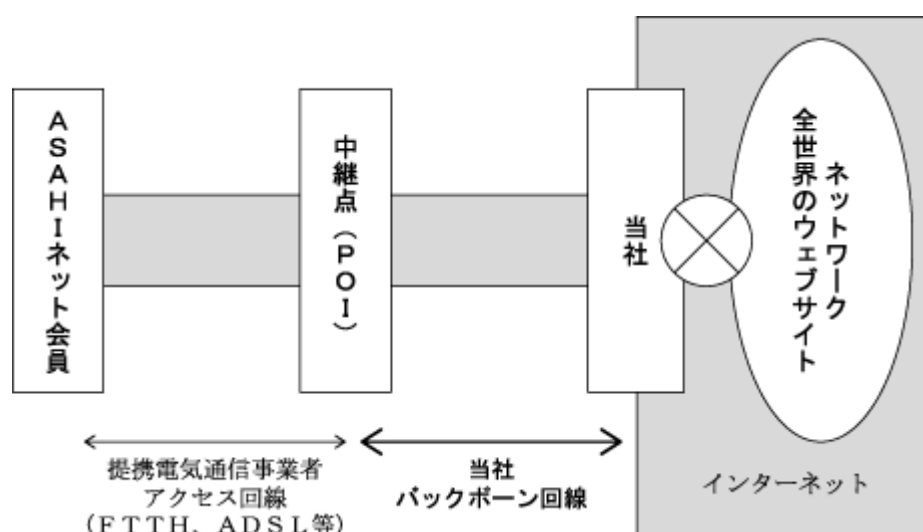 ＡＳＡＨＩネット会員
中継点（ＰＯＩ）
当社
ネットワーク
全世界のウェブサイト
提携電気通信事業者
アクセス回線
（ＦＴＴＨ、ＡＤＳＬ等）
当社
バックボーン回線
インターネット